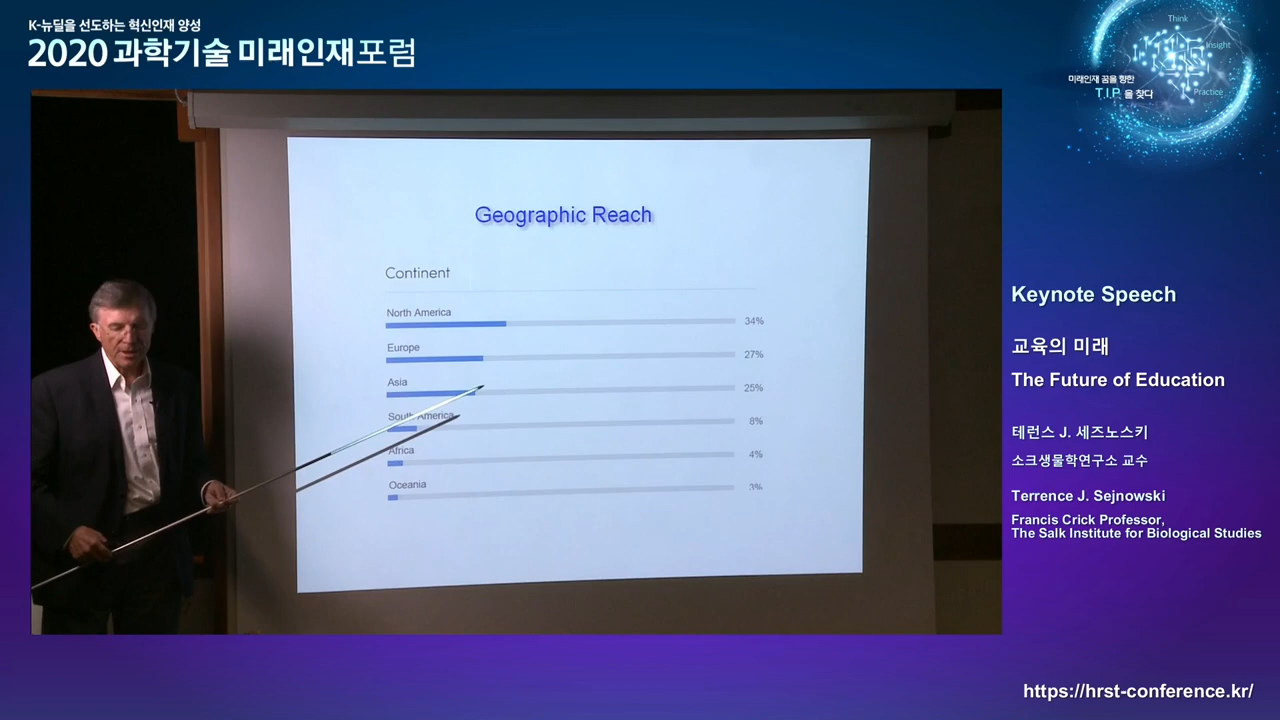 K-뉴딜을 선도하는 혁신인재 양성
2020 과학기술 미래인재포럼
Think
Insight
미래인재 꿈을 향한
T.I.P 을 찾다
Practice
Geographic Reach
Continent
North America
34%
Europe
27%
Asia
25%
South America
8%
Africa
4%
Oceania
3%
Keynote Speech
교육의 미래
The Future of Education
테런스 J. 세즈노스키
소크생물학연구소 교수
Terrence J. Sejnowski
Francis Crick Professor,
The Salk Institute for Biological Studies
https://hrst-conference.kr/